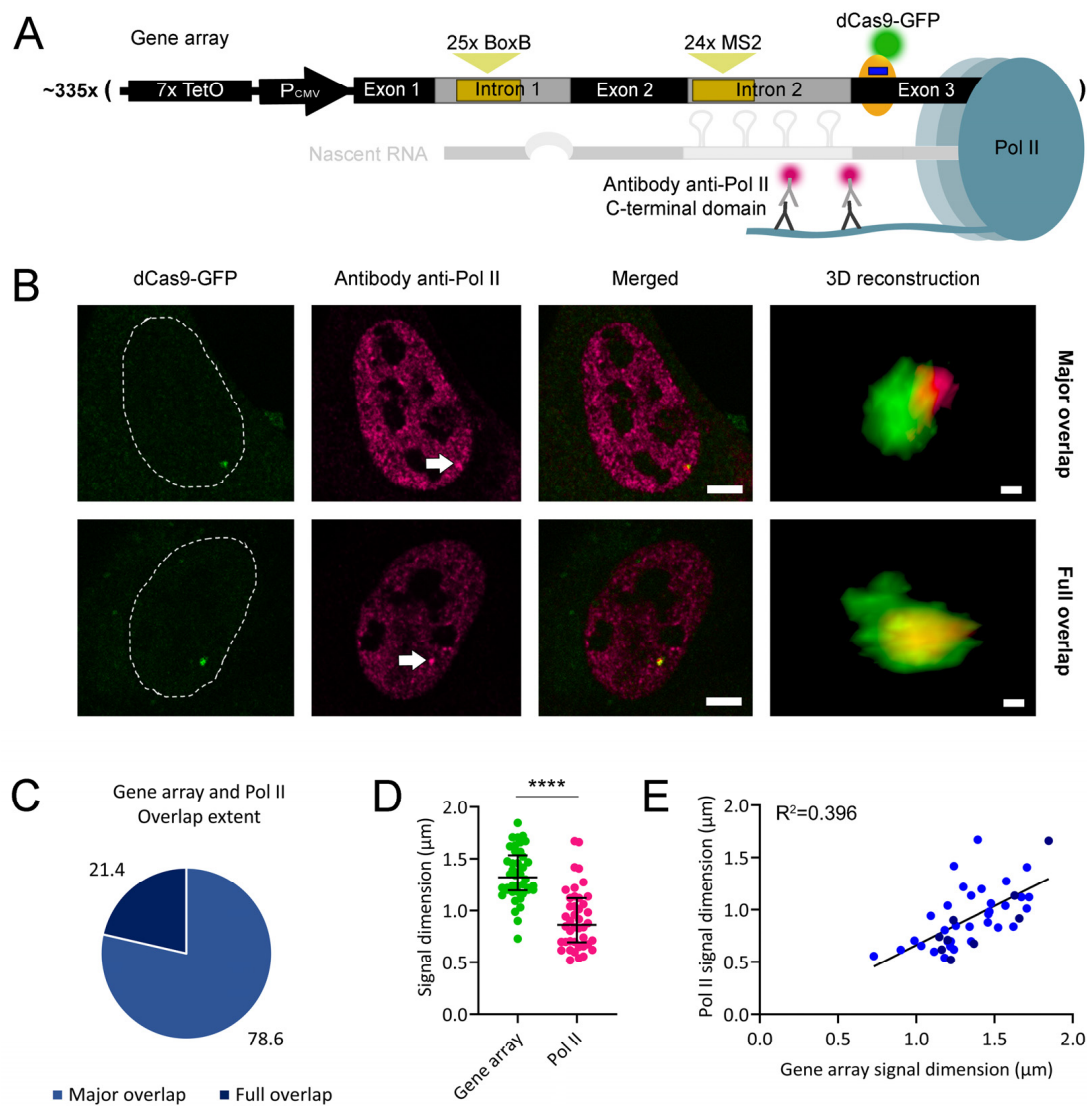 A
Gene array
25x BoxB
24x MS2
dCas9-GFP
~335x ( 7x TetO PCMV Exon 1 Intron 1 Exon 2 Intron 2 Exon 3 )
Nascent RNA
Pol II
Antibody anti-Pol II
C-terminal domain
B
dCas9-GFP Antibody anti-Pol II Merged 3D reconstruction
Major overlap
Full overlap
C
Gene array and Pol II
Overlap extent
21.4
78.6
Major overlap Full overlap
D
****
Signal dimension (µm)
2.0
1.5
1.0
0.5
0.0
Gene array
Pol II
E
R²=0.396
Pol II signal dimension (µm)
2.0
1.5
1.0
0.5
0.0
0.0 0.5 1.0 1.5 2.0
Gene array signal dimension (µm)